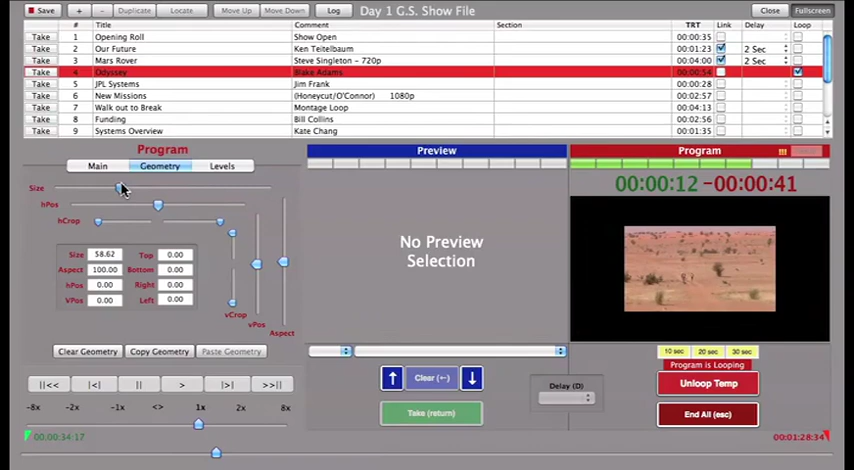 Save + - Duplicate Locate Move Up Move Down Log Day 1 G.S. Show File Close Fullscreen
# Title Comment Section TRT Link Delay Loop
Take 1 Opening Roll Show Open 00:00:35
Take 2 Our Future Ken Teitelbaum 00:01:23 2 Sec
Take 3 Mars Rover Steve Singleton - 720p 00:04:00 2 Sec
Take 4 Odyssey Blake Adams 00:00:54
Take 5 JPL Systems Jim Frank 00:00:28
Take 6 New Missions (Honeycut/O'Connor) 1080p 00:02:57
Take 7 Walk out to Break Montage Loop 00:04:13
Take 8 Funding Bill Collins 00:02:06
Take 9 Systems Overview Kate Chang 00:01:31
Program
Main Geometry Levels
Size
hPos
hCrop
Size 58.62 Top 0.00
Aspect 100.00 Bottom 0.00
hPos 0.00 Right 0.00
VPos 0.00 Left 0.00
vCrop
vPos
Aspect
Clear Geometry Copy Geometry Paste Geometry
||<< |<| || > |>| >>||
-8x -2x -1x <> 1x 2x 8x
00:00:34:17
Preview
No Preview
Selection
Clear (←)
Take (return)
Delay (D)
Program
00:00:12 -00:00:41
10 sec 20 sec 30 sec
Program is Looping
Unloop Temp
End All (esc)
00:01:28:34